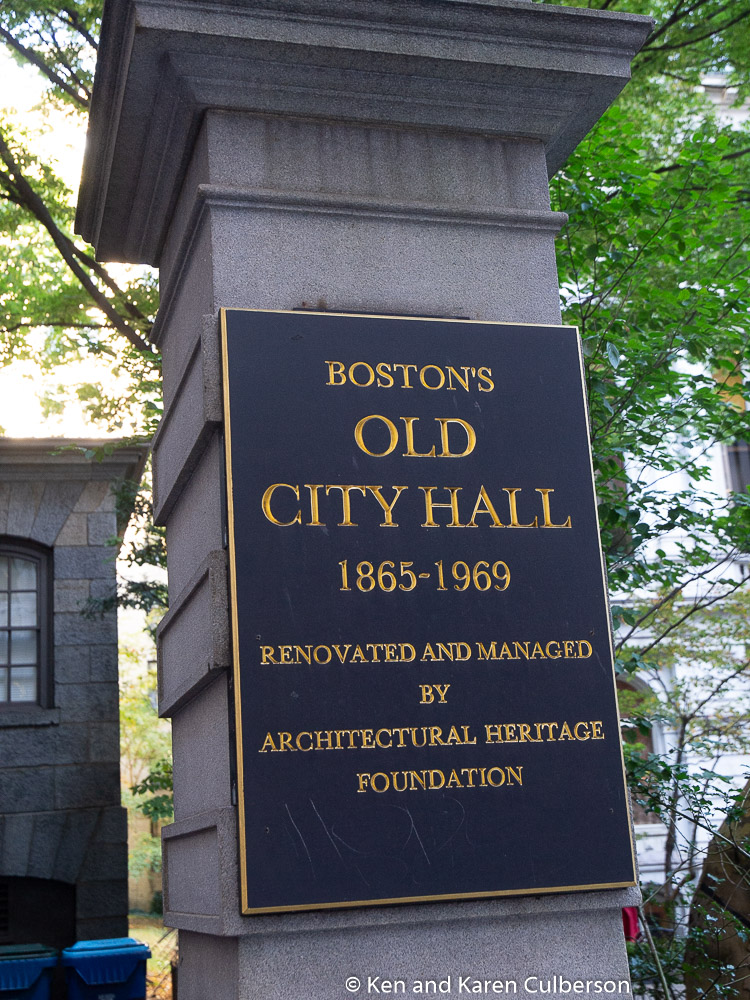 BOSTON'S
OLD
CITY HALL
1865-1969
RENOVATED AND MANAGED
BY
ARCHITECTURAL HERITAGE
FOUNDATION
© Ken and Karen Culberson